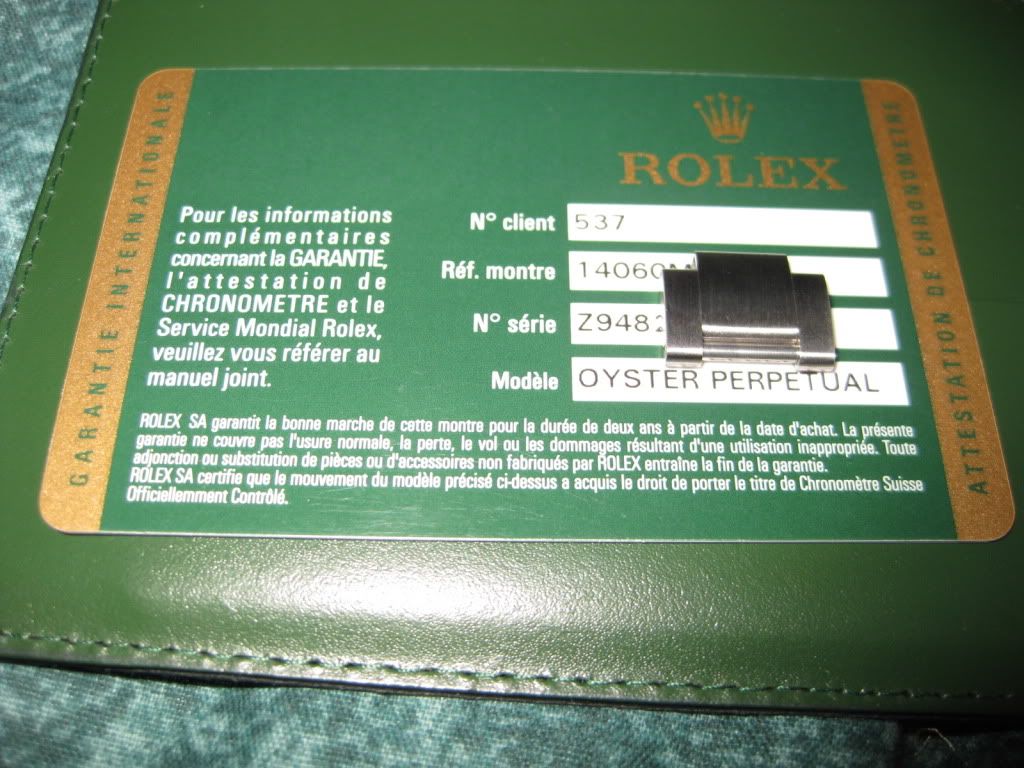 GARANTIE INTERNATIONALE
ROLEX
ATTESTATION DE CHRONOMETRE
Pour les informations
complémentaires
concernant la GARANTIE,
l'attestation de
CHRONOMETRE et le
Service Mondial Rolex,
veuillez vous référer au
manuel joint.
N° client 537
Réf. montre 14060M
N° série Z948
Modèle OYSTER PERPETUAL
ROLEX SA garantit la bonne marche de cette montre pour la durée de deux ans à partir de la date d'achat. La présente
garantie ne couvre pas l'usure normale, la perte, le vol ou les dommages résultant d'une utilisation inappropriée. Toute
adjonction ou substitution de pièces ou d'accessoires non fabriqués par ROLEX entraîne la fin de la garantie.
ROLEX SA certifie que le mouvement du modèle précisé ci-dessus a acquis le droit de porter le titre de Chronomètre Suisse
Officiellement Contrôlé.